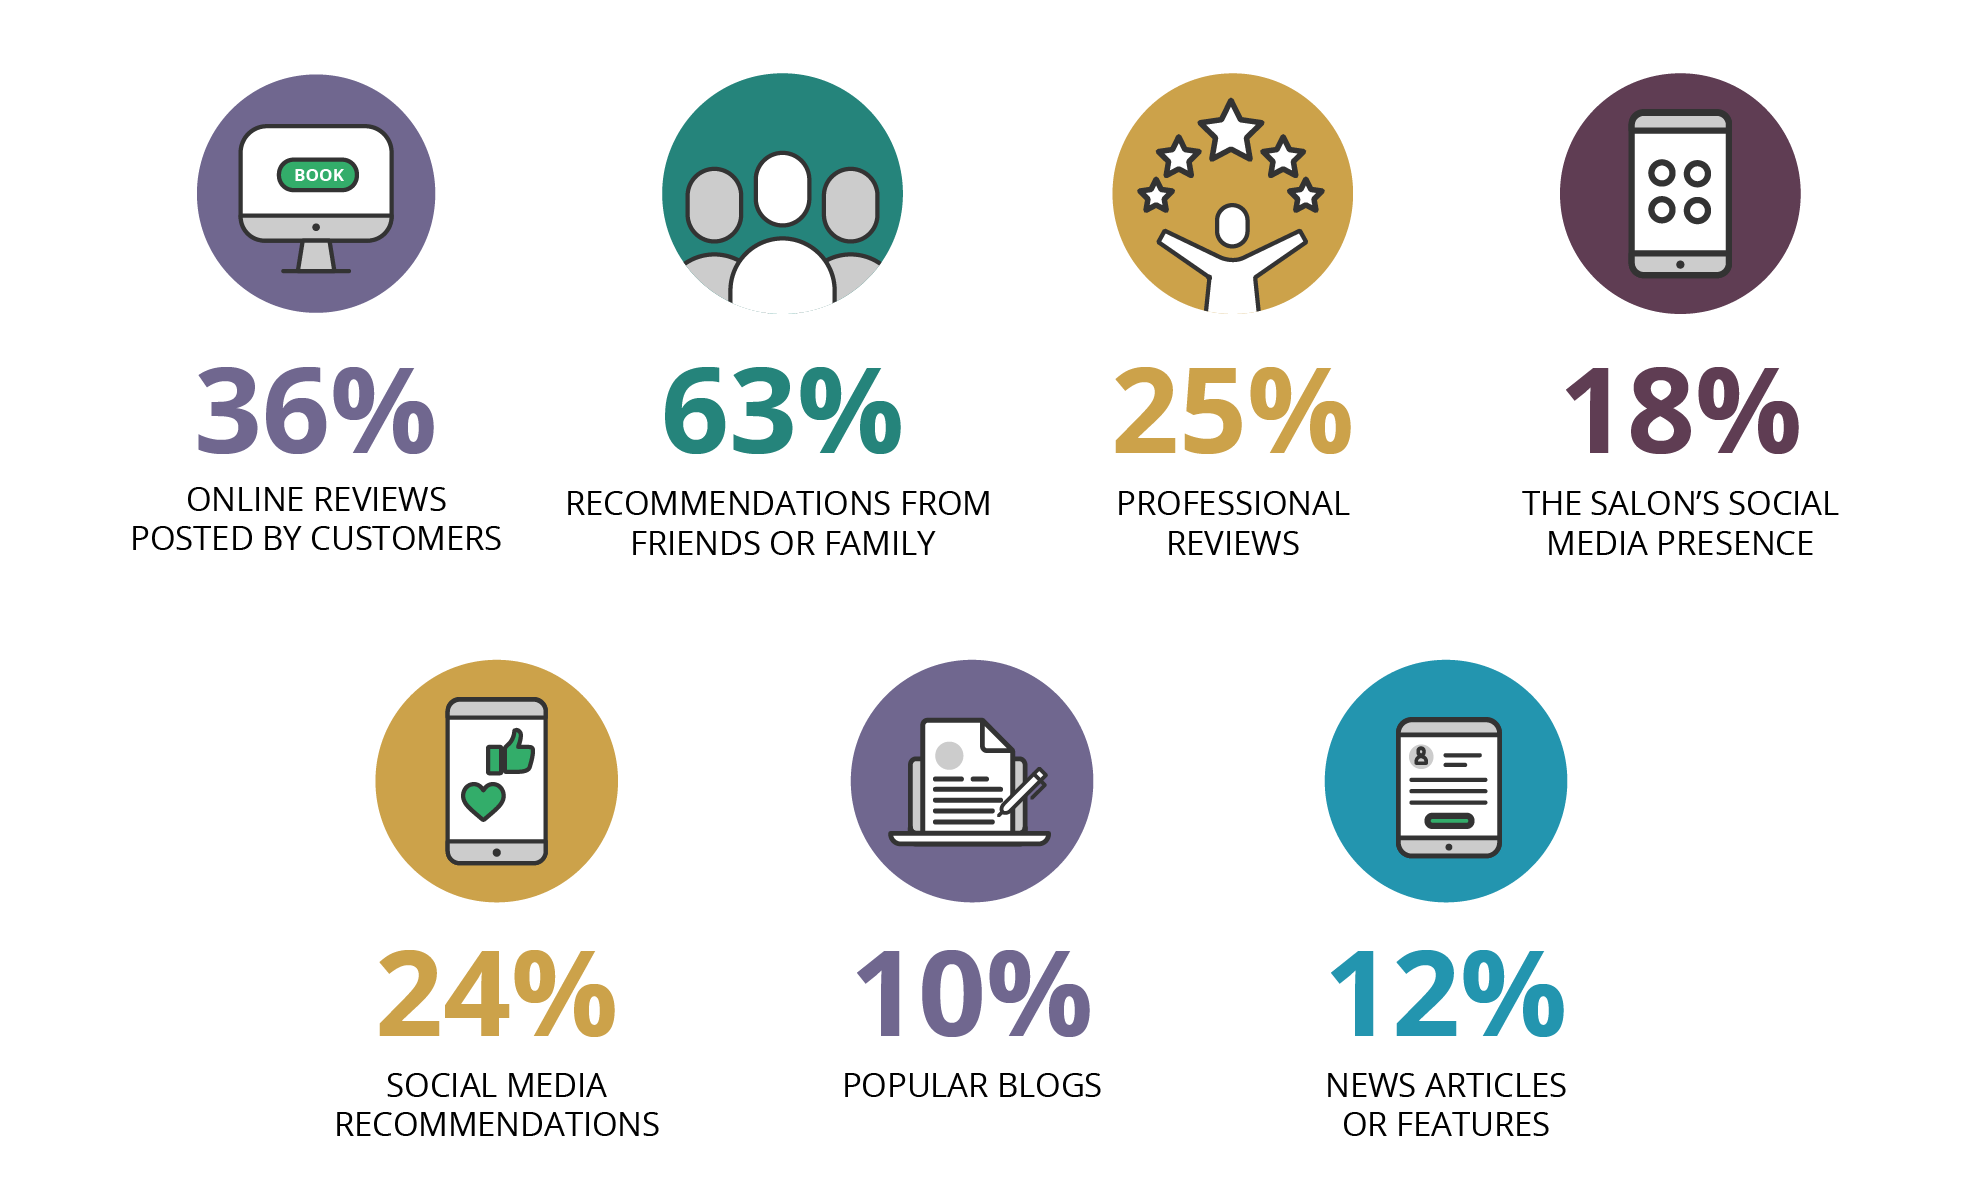 BOOK
36%
ONLINE REVIEWS
POSTED BY CUSTOMERS
63%
RECOMMENDATIONS FROM
FRIENDS OR FAMILY
25%
PROFESSIONAL
REVIEWS
18%
THE SALON’S SOCIAL
MEDIA PRESENCE
24%
SOCIAL MEDIA
RECOMMENDATIONS
10%
POPULAR BLOGS
12%
NEWS ARTICLES
OR FEATURES